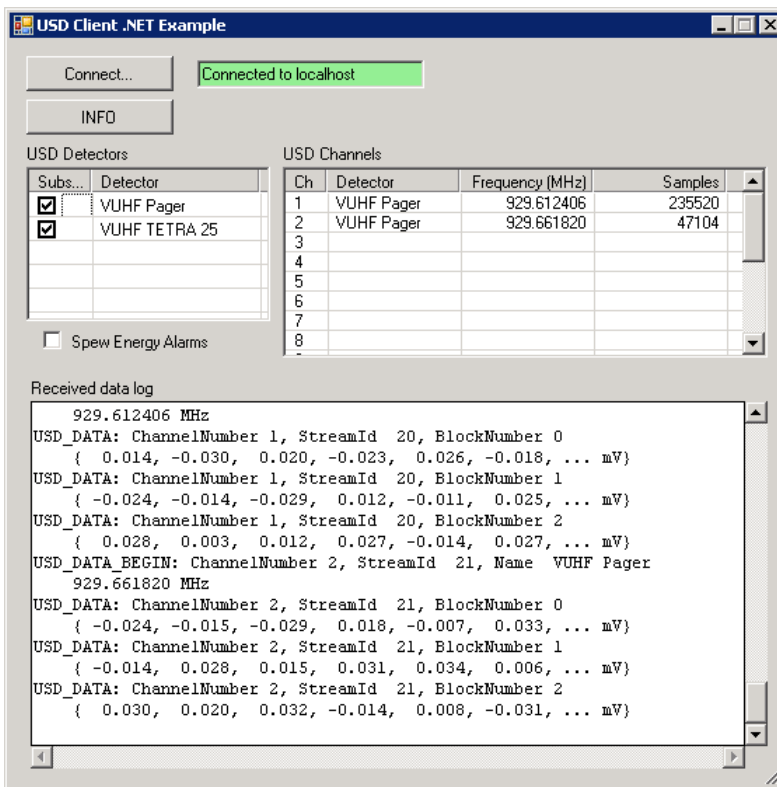 USD Client .NET Example
Connect...
Connected to localhost
INFO
USD Detectors
Subs... Detector
VUHF Pager
VUHF TETRA 25
Spew Energy Alarms
USD Channels
Ch Detector Frequency (MHz) Samples
1 VUHF Pager 929.612406 235520
2 VUHF Pager 929.661820 47104
3
4
5
6
7
8
Received data log
929.612406 MHz
USD_DATA: ChannelNumber 1, StreamId 20, BlockNumber 0
{ 0.014, -0.030, 0.020, -0.023, 0.026, -0.018, ... mV}
USD_DATA: ChannelNumber 1, StreamId 20, BlockNumber 1
{ -0.024, -0.014, -0.029, 0.012, -0.011, 0.025, ... mV}
USD_DATA: ChannelNumber 1, StreamId 20, BlockNumber 2
{ 0.028, 0.003, 0.012, 0.027, -0.014, 0.027, ... mV}
USD_DATA_BEGIN: ChannelNumber 2, StreamId 21, Name VUHF Pager
929.661820 MHz
USD_DATA: ChannelNumber 2, StreamId 21, BlockNumber 0
{ -0.024, -0.015, -0.029, 0.018, -0.007, 0.033, ... mV}
USD_DATA: ChannelNumber 2, StreamId 21, BlockNumber 1
{ -0.014, 0.028, 0.015, 0.031, 0.034, 0.006, ... mV}
USD_DATA: ChannelNumber 2, StreamId 21, BlockNumber 2
{ 0.030, 0.020, 0.032, -0.014, 0.008, -0.031, ... mV}